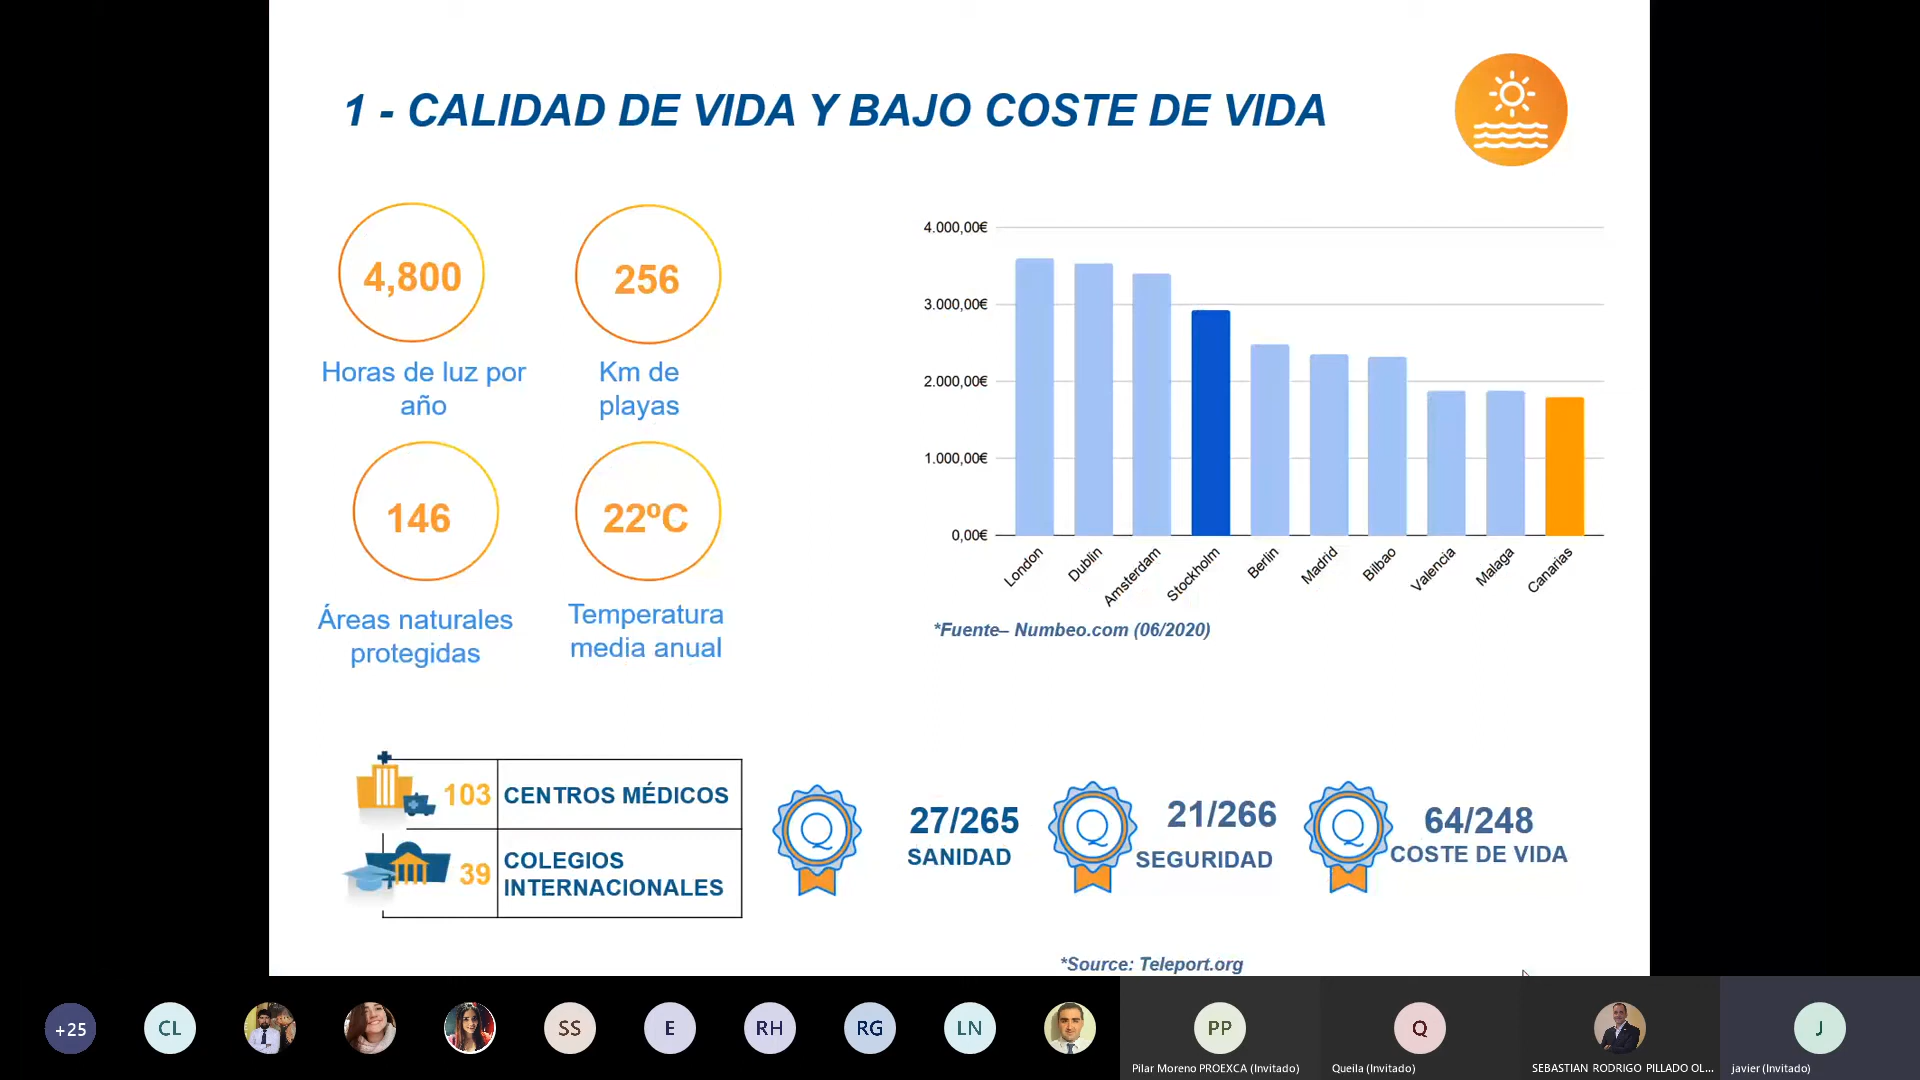 1 - CALIDAD DE VIDA Y BAJO COSTE DE VIDA
4,800
Horas de luz por
año
256
Km de
playas
146
Áreas naturales
protegidas
22ºC
Temperatura
media anual
4.000,00€
3.000,00€
2.000,00€
1.000,00€
0,00€
London
Dublin
Amsterdam
Stockholm
Berlin
Madrid
Bilbao
Valencia
Malaga
Canarias
*Fuente– Numbeo.com (06/2020)
103 CENTROS MÉDICOS
39 COLEGIOS
INTERNACIONALES
Q
27/265
SANIDAD
Q
21/266
SEGURIDAD
Q
64/248
COSTE DE VIDA
*Source: Teleport.org
+25
CL
SS
E
RH
RG
LN
PP
Pilar Moreno PROEXCA (Invitado)
Q
Queila (Invitado)
SEBASTIAN RODRIGO PILLADO OL...
J
javier (Invitado)